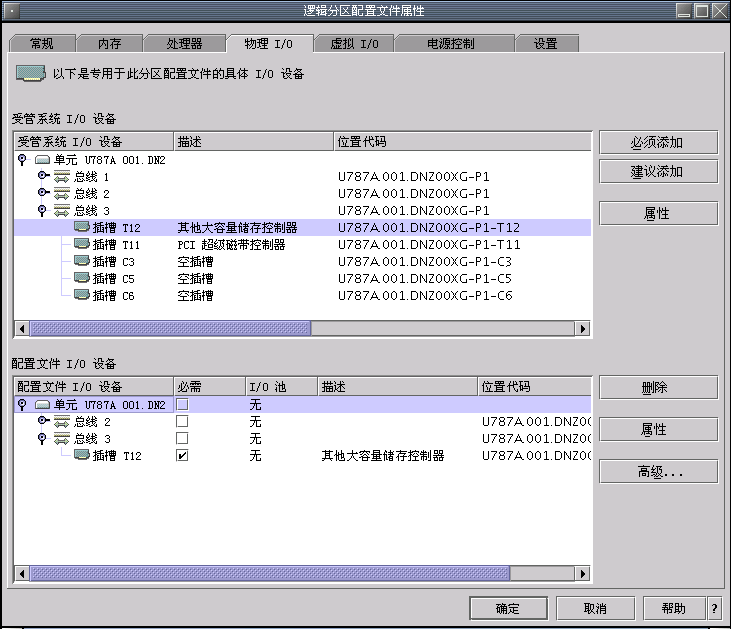 逻辑分区配置文件属性
常规 内存 处理器 物理 I/O 虚拟 I/O 电源控制 设置
以下是专用于此分区配置文件的具体 I/O 设备
受管系统 I/O 设备
受管系统 I/O 设备 描述 位置代码
必须添加
单元 U787A 001.DN2
建议添加
总线 1 U787A.001.DNZ00XG-P1
总线 2 U787A.001.DNZ00XG-P1
总线 3 U787A.001.DNZ00XG-P1
属性
插槽 T12 其他大容量储存控制器 U787A.001.DNZ00XG-P1-T12
插槽 T11 PCI 超级磁带控制器 U787A.001.DNZ00XG-P1-T11
插槽 C3 空插槽 U787A.001.DNZ00XG-P1-C3
插槽 C5 空插槽 U787A.001.DNZ00XG-P1-C5
插槽 C6 空插槽 U787A.001.DNZ00XG-P1-C6
配置文件 I/O 设备
配置文件 I/O 设备 必需 I/O 池 描述 位置代码
删除
单元 U787A 001.DN2 无
总线 2 无 U787A.001.DNZ00
属性
总线 3 无 U787A.001.DNZ00
插槽 T12 无 其他大容量储存控制器 U787A.001.DNZ00
高级...
确定 取消 帮助 ?